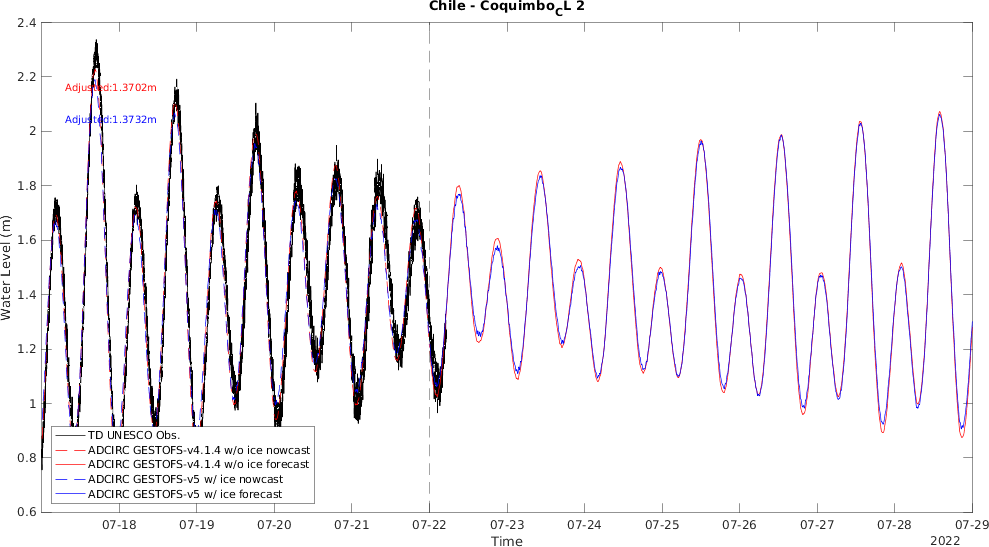 Chile - Coquimbo_CL 2
2.4
2.2
2
1.8
1.6
1.4
1.2
1
0.8
0.6
Water Level (m)
Adjusted:1.3702m
Adjusted:1.3732m
TD UNESCO Obs.
ADCIRC GESTOFS-v4.1.4 w/o ice nowcast
ADCIRC GESTOFS-v4.1.4 w/o ice forecast
ADCIRC GESTOFS-v5 w/ ice nowcast
ADCIRC GESTOFS-v5 w/ ice forecast
07-18 07-19 07-20 07-21 07-22 07-23 07-24 07-25 07-26 07-27 07-28 07-29
Time
2022